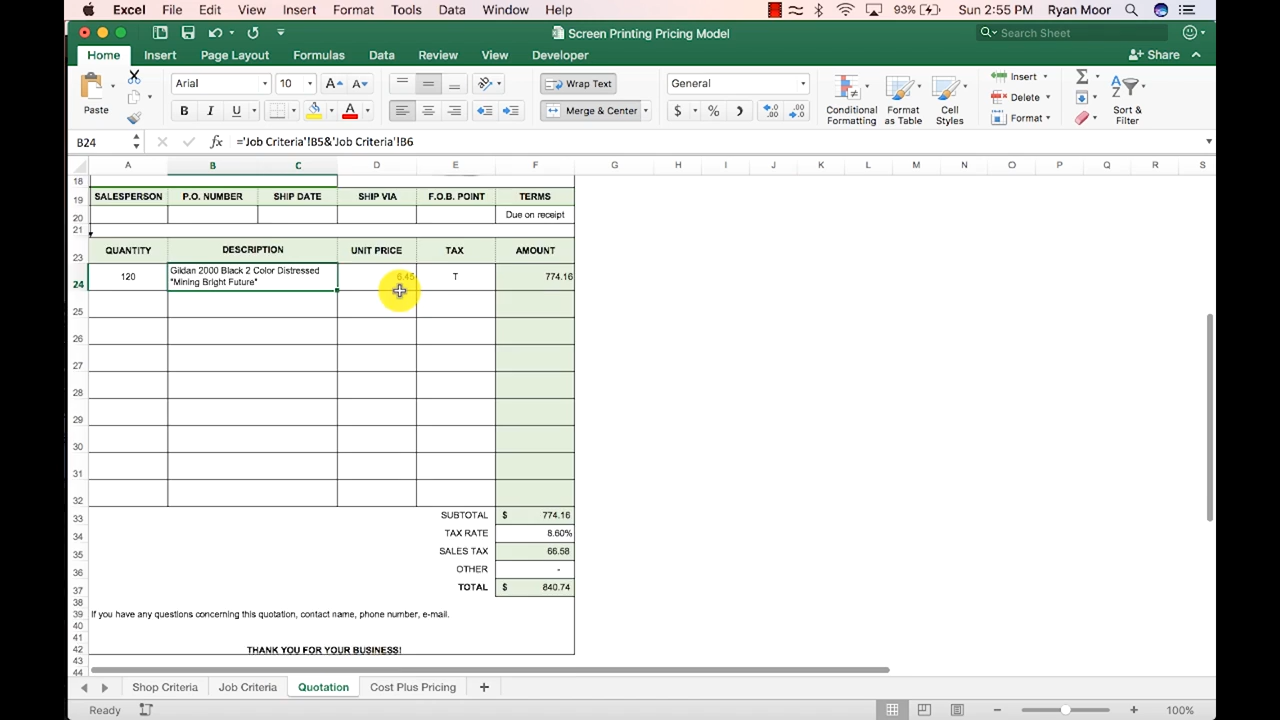 Excel File Edit View Insert Format Tools Data Window Help 93% Sun 2:55 PM Ryan Moor
Screen Printing Pricing Model Search Sheet
Home Insert Page Layout Formulas Data Review View Developer Share
Paste Arial 10 A A Wrap Text General Conditional Formatting Format as Table Cell Styles Insert Sort & Filter
B I U A Merge & Center $ % Delete
Format
B24 fx ='Job Criteria'!B5&'Job Criteria'!B6
A B C D E F G H I J K L M N O P Q R S
18
19 SALESPERSON P.O. NUMBER SHIP DATE SHIP VIA F.O.B. POINT TERMS
20 Due on receipt
21
23 QUANTITY DESCRIPTION UNIT PRICE TAX AMOUNT
24 120 Gildan 2000 Black 2 Color Distressed 6.45 T 774.16
"Mining Bright Future"
25
26
27
28
29
30
31
32
33 SUBTOTAL $ 774.16
34 TAX RATE 8.60%
35 SALES TAX 66.58
36 OTHER -
37 TOTAL $ 840.74
38
39 If you have any questions concerning this quotation, contact name, phone number, e-mail.
40
41
42 THANK YOU FOR YOUR BUSINESS!
43
44
Shop Criteria Job Criteria Quotation Cost Plus Pricing +
Ready 100%